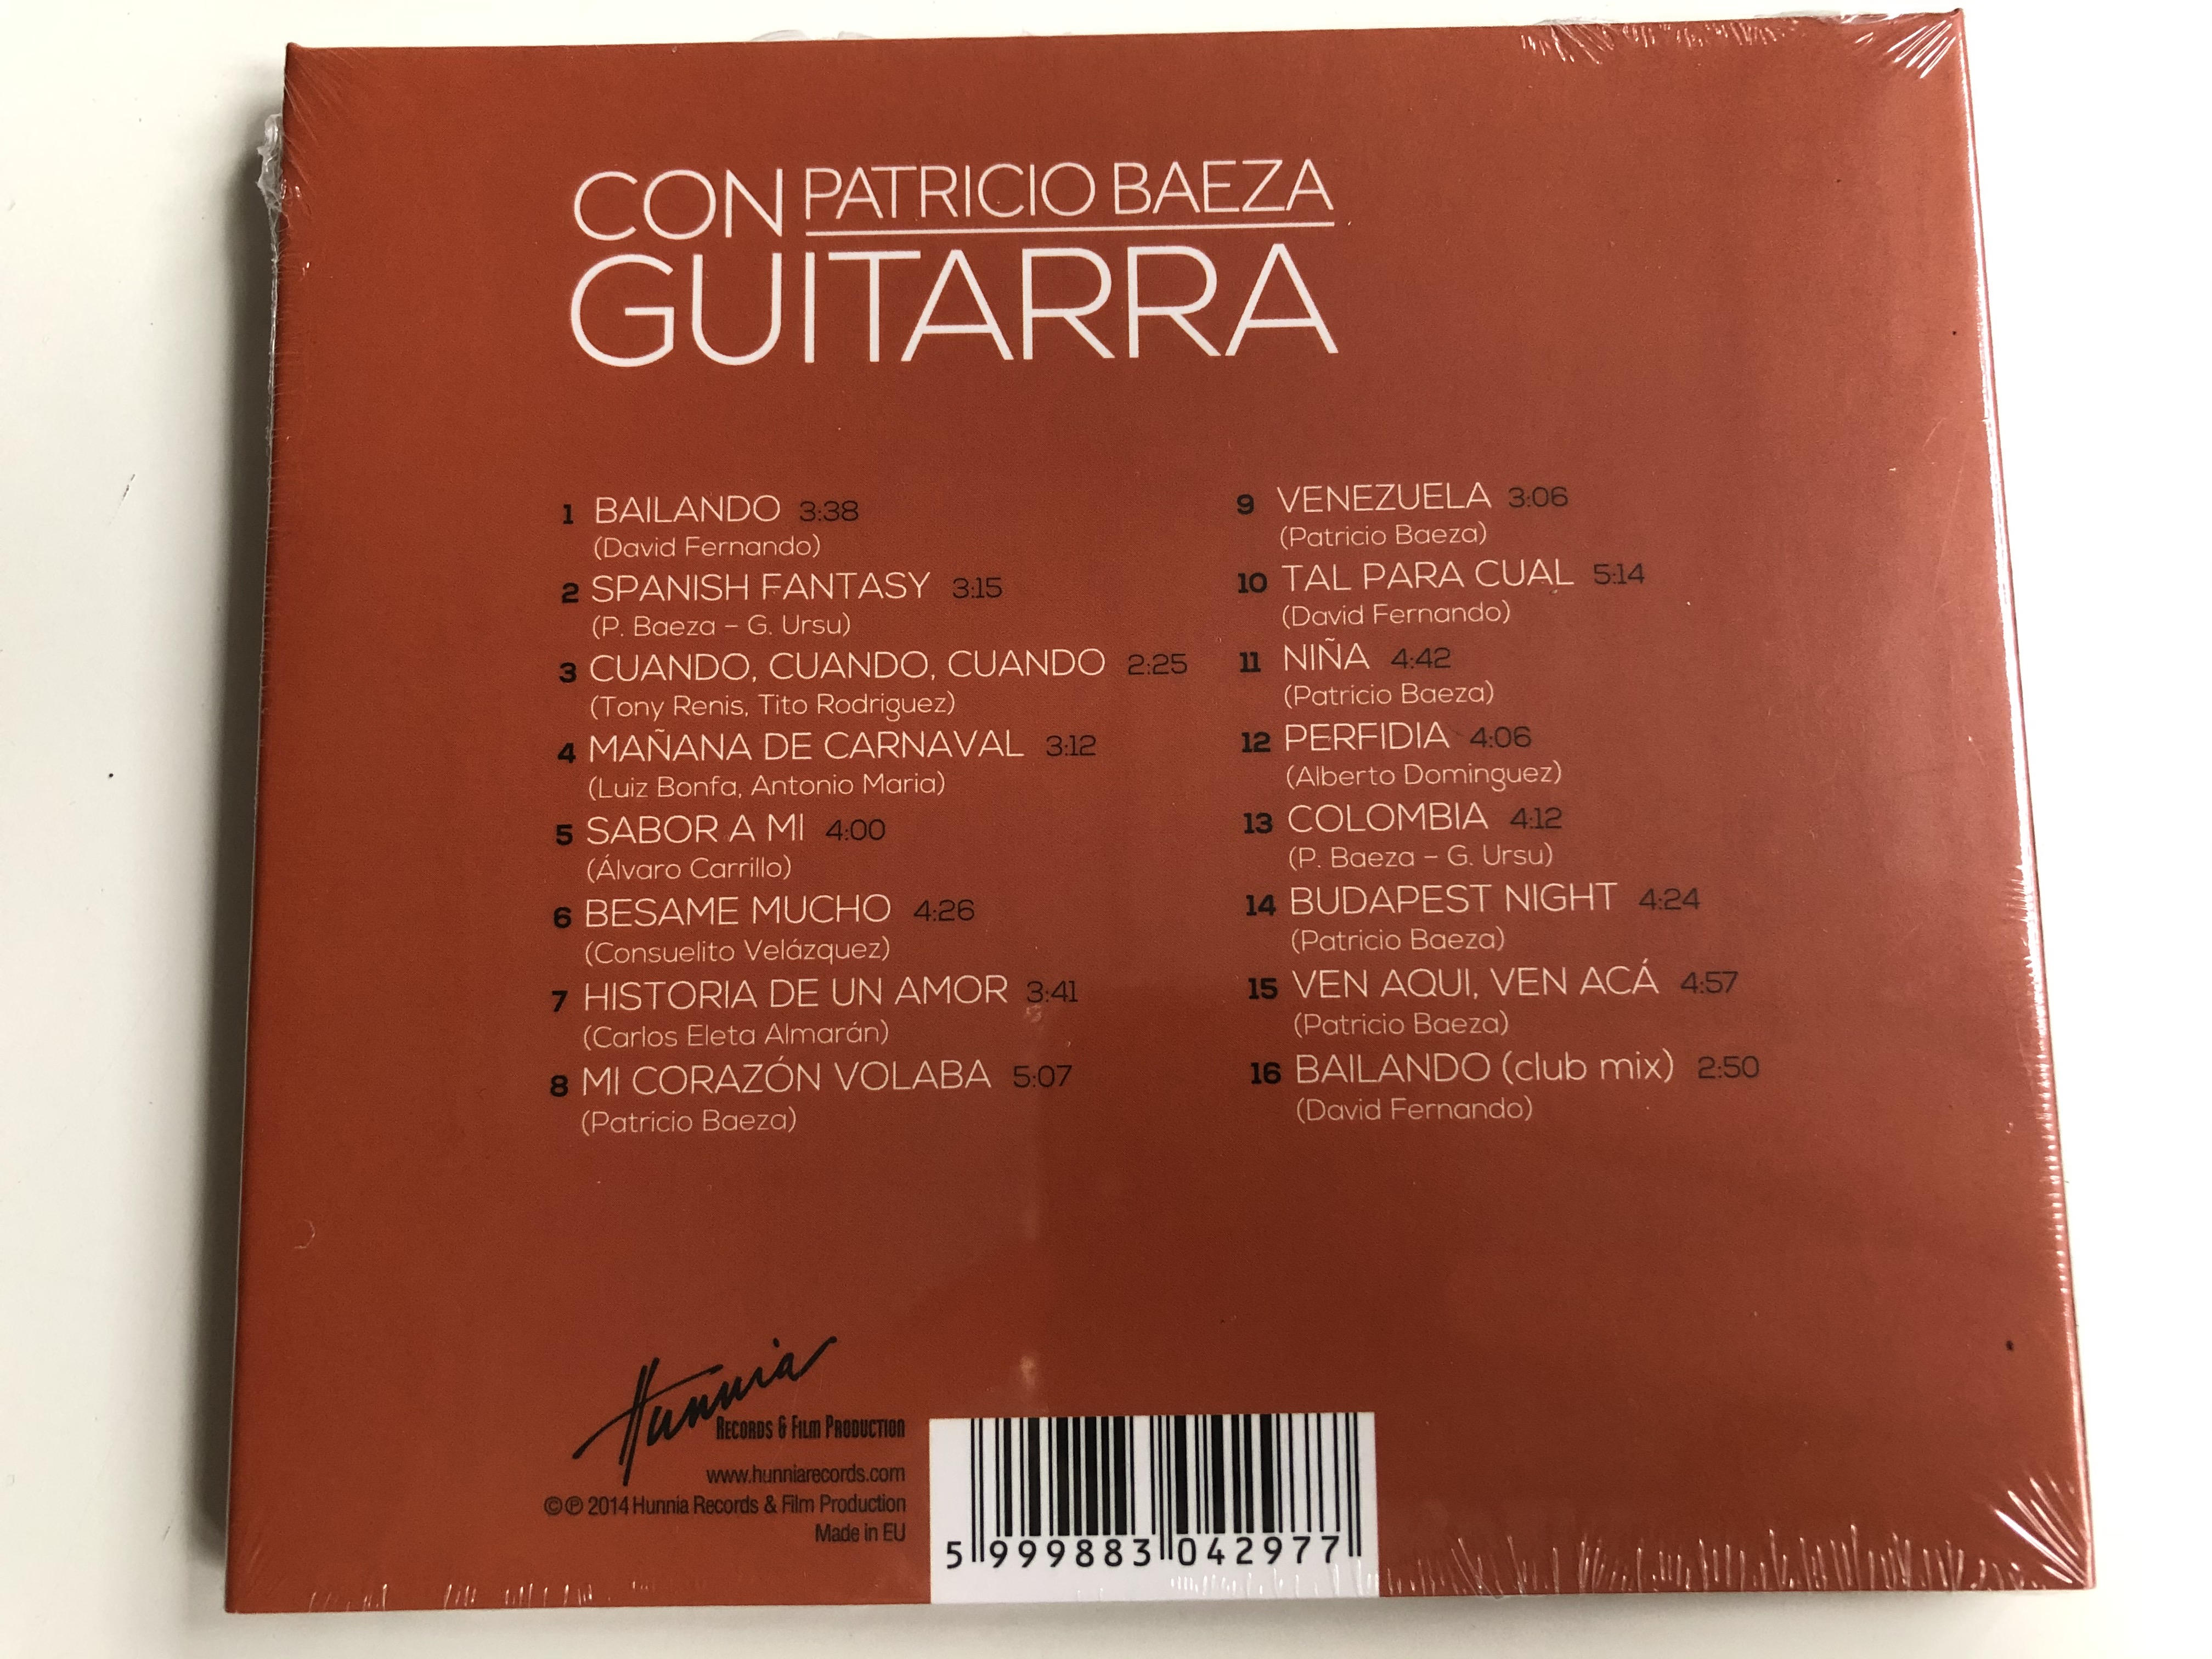 CON PATRICIO BAEZA
GUITARRA
1 BAILANDO 3:38
(David Fernando)
2 SPANISH FANTASY 3:15
(P. Baeza – G. Ursu)
3 CUANDO, CUANDO, CUANDO 2:25
(Tony Renis, Tito Rodriguez)
4 MAÑANA DE CARNAVAL 3:12
(Luiz Bonfa, Antonio Maria)
5 SABOR A MI 4:00
(Álvaro Carrillo)
6 BESAME MUCHO 4:26
(Consuelito Velázquez)
7 HISTORIA DE UN AMOR 3:41
(Carlos Eleta Almarán)
8 MI CORAZÓN VOLABA 5:07
(Patricio Baeza)
9 VENEZUELA 3:06
(Patricio Baeza)
10 TAL PARA CUAL 5:14
(David Fernando)
11 NIÑA 4:42
(Patricio Baeza)
12 PERFIDIA 4:06
(Alberto Dominguez)
13 COLOMBIA 4:12
(P. Baeza – G. Ursu)
14 BUDAPEST NIGHT 4:24
(Patricio Baeza)
15 VEN AQUI, VEN ACÁ 4:57
(Patricio Baeza)
16 BAILANDO (club mix) 2:50
(David Fernando)
Hunnia
RECORDS & FILM PRODUCTION
www.hunniarecords.com
©℗ 2014 Hunnia Records & Film Production
Made in EU
5 999883 042977